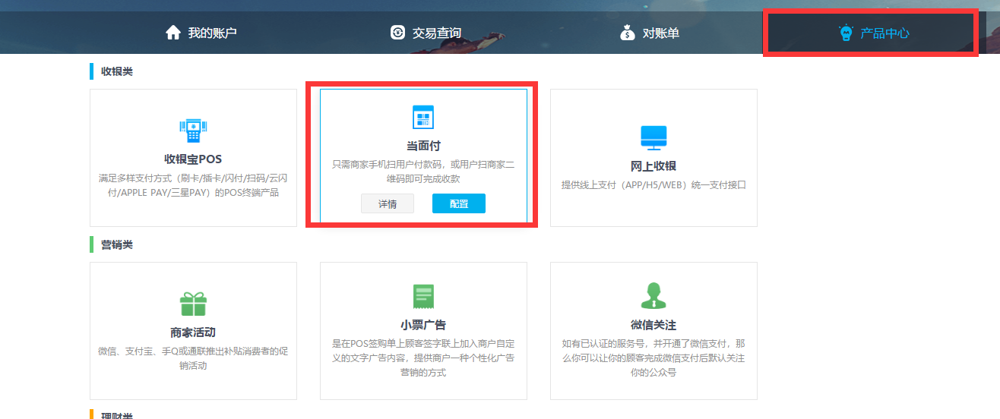 我的账户
交易查询
对账单
产品中心
收银类
收银宝POS
满足多样支付方式（刷卡/插卡/闪付/扫码/云闪
付/APPLE PAY/三星PAY）的POS终端产品
当面付
只需商家手机扫用户付款码，或用户扫商家二
维码即可完成收款
详情
配置
网上收银
提供线上支付（APP/H5/WEB）统一支付接口
营销类
商家活动
微信、支付宝、手Q或通联推出补贴消费者的促
销活动
小票广告
是在POS签购单上顾客签字联上加入商户自定
义的文字广告内容，提供商户一种个性化广告
营销的方式
微信关注
如有已认证的服务号，并开通了微信支付，那
么你可以让你的顾客完成微信支付后默认关注
你的公众号
理财类